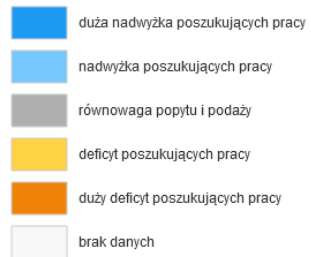 duża nadwyżka poszukujących pracy
nadwyżka poszukujących pracy
równowaga popytu i podaży
deficyt poszukujących pracy
duży deficyt poszukujących pracy
brak danych